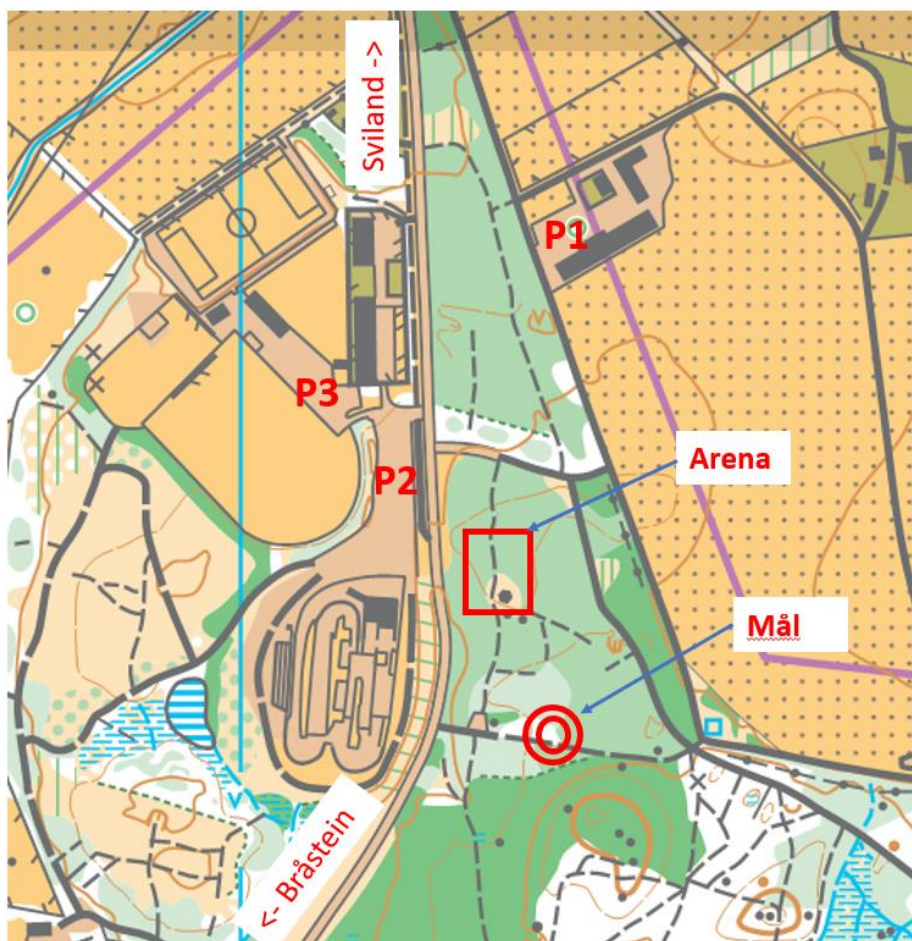 Sviland ->
P1
P3
P2
Arena
Mål
<- Bråstein